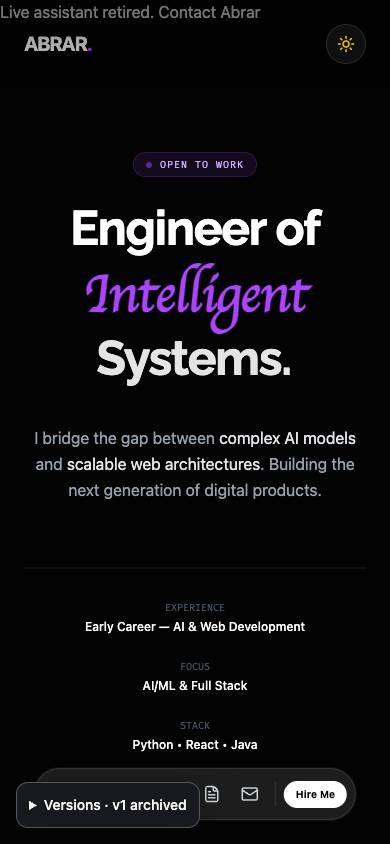 Live assistant retired. Contact Abrar
ABRAR.
OPEN TO WORK
Engineer of
Intelligent
Systems.
I bridge the gap between complex AI models
and scalable web architectures. Building the
next generation of digital products.
EXPERIENCE
Early Career — AI & Web Development
FOCUS
AI/ML & Full Stack
STACK
Python • React • Java
Hire Me
▶ Versions · v1 archived